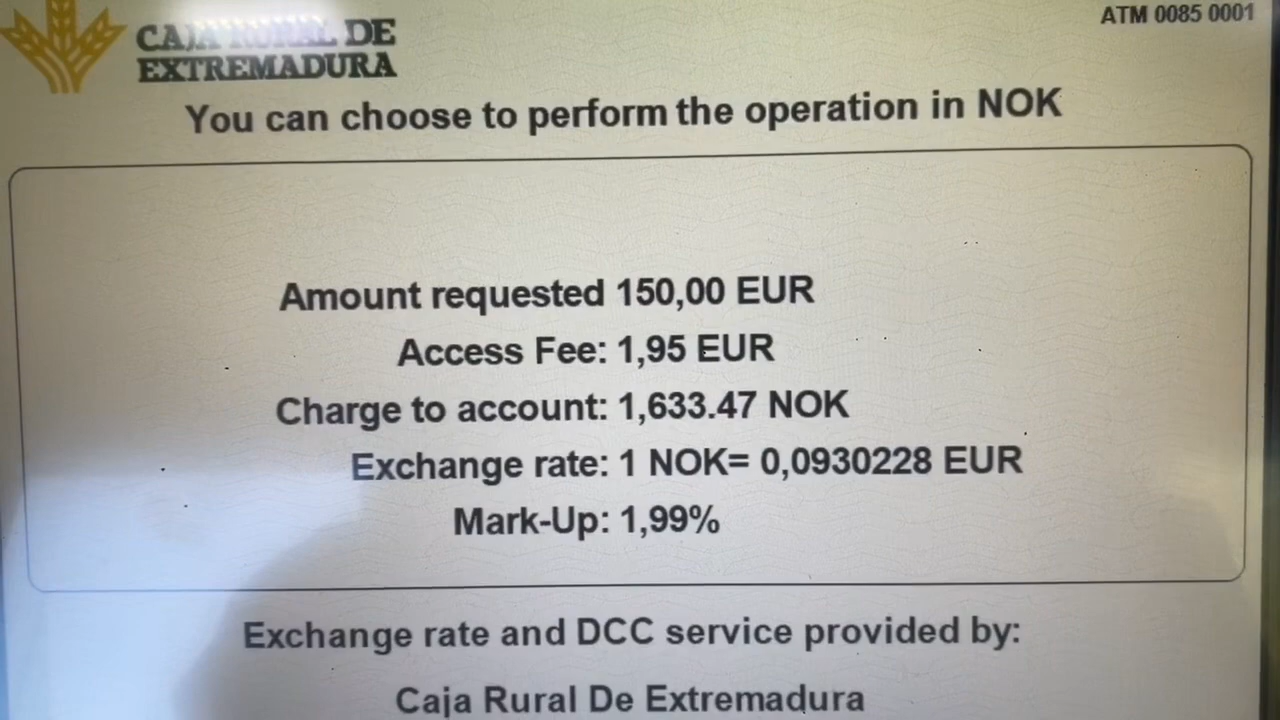 ATM 0085 0001
CAJA RURAL DE
EXTREMADURA
You can choose to perform the operation in NOK
Amount requested 150,00 EUR
Access Fee: 1,95 EUR
Charge to account: 1,633.47 NOK
Exchange rate: 1 NOK= 0,0930228 EUR
Mark-Up: 1,99%
Exchange rate and DCC service provided by:
Caja Rural De Extremadura